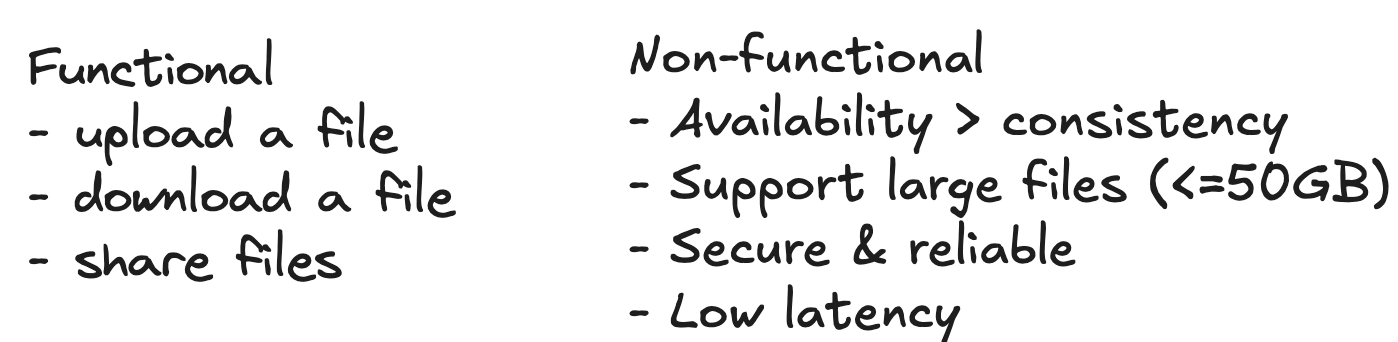 Functional
- upload a file
- download a file
- share files
Non-functional
- Availability > consistency
- Support large files (<=50GB)
- Secure & reliable
- Low latency